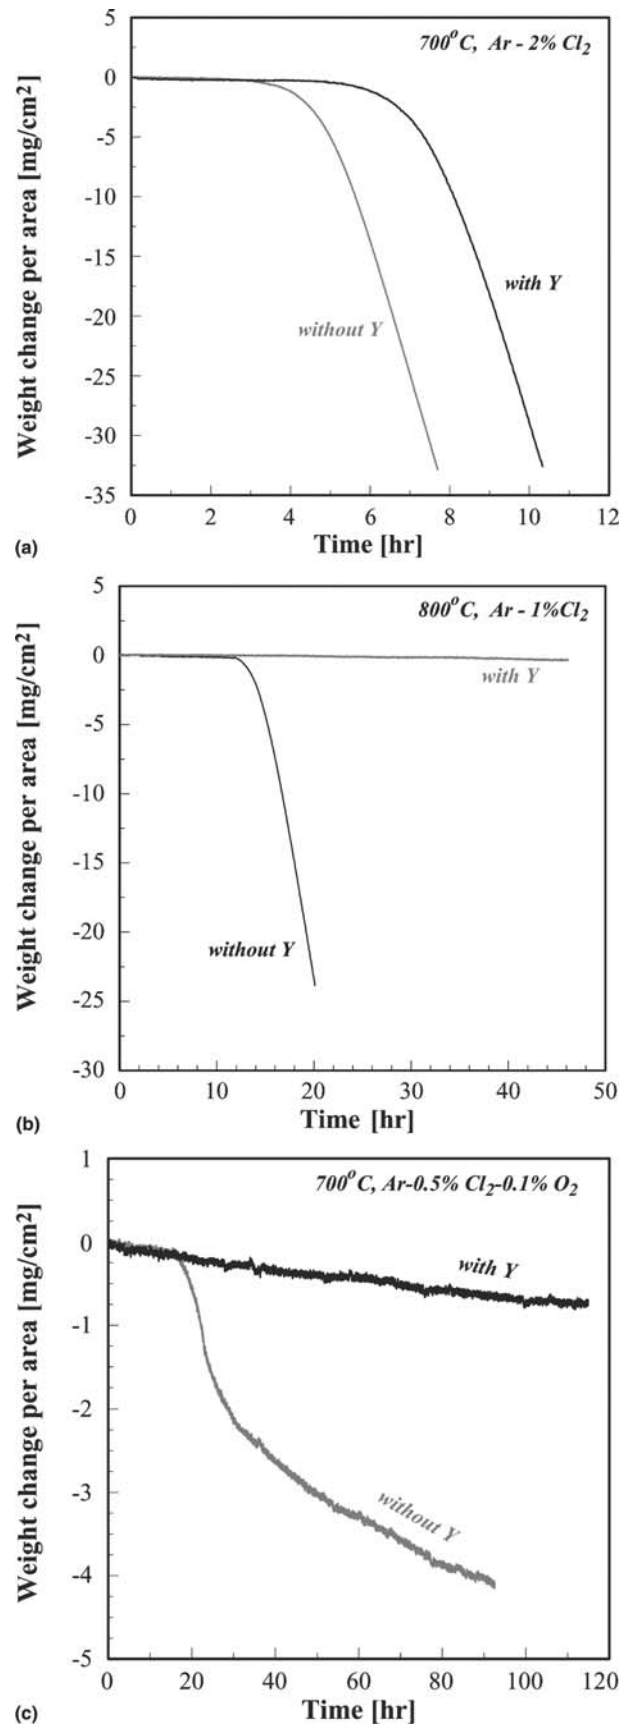 700°C, Ar - 2% Cl₂
5
0
-5
-10
-15
-20
-25
-30
-35
Weight change per area [mg/cm²]
with Y
without Y
0 2 4 6 8 10 12
Time [hr]
(a)
800°C, Ar - 1%Cl₂
5
0
-5
-10
-15
-20
-25
-30
Weight change per area [mg/cm²]
with Y
without Y
0 10 20 30 40 50
Time [hr]
(b)
700°C, Ar-0.5% Cl₂-0.1% O₂
1
0
-1
-2
-3
-4
-5
Weight change per area [mg/cm²]
with Y
without Y
0 20 40 60 80 100 120
Time [hr]
(c)